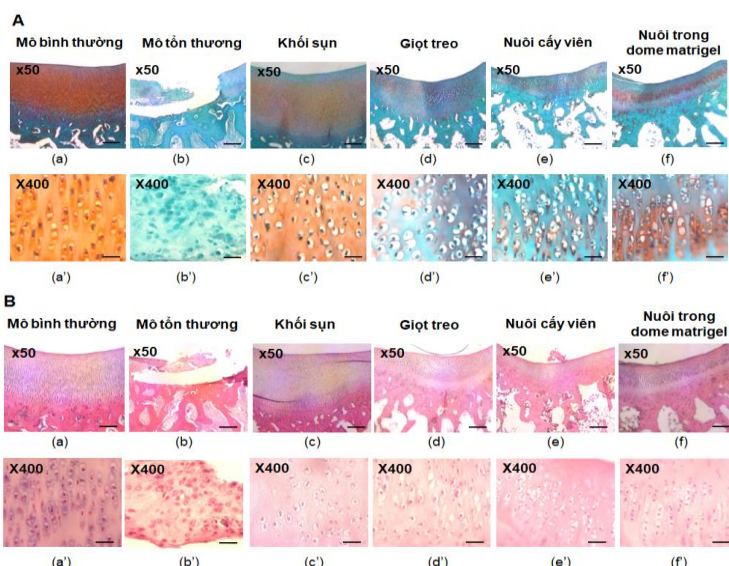 A
Mô bình thường Mô tổn thương Khối sụn Giọt treo Nuôi cấy viên Nuôi trong
dome matrigel
x50 x50 x50 x50 x50 x50
(a) (b) (c) (d) (e) (f)
X400 X400 X400 X400 X400 X400
(a') (b') (c') (d') (e') (f')
B
Mô bình thường Mô tổn thương Khối sụn Giọt treo Nuôi cấy viên Nuôi trong
dome matrigel
x50 x50 x50 x50 x50 x50
(a) (b) (c) (d) (e) (f)
X400 X400 X400 X400 X400 X400
(a') (b') (c') (d') (e') (f')